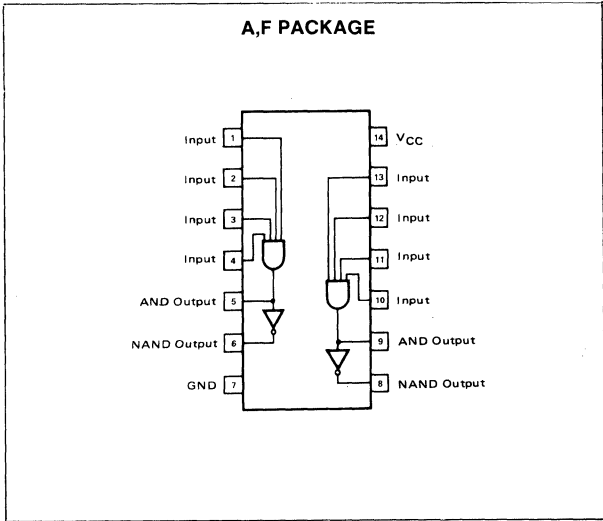 A,F PACKAGE
Input 1
14 VCC
Input 2
13 Input
Input 3
12 Input
Input 4
11 Input
10 Input
AND Output 5
9 AND Output
NAND Output 6
8 NAND Output
GND 7